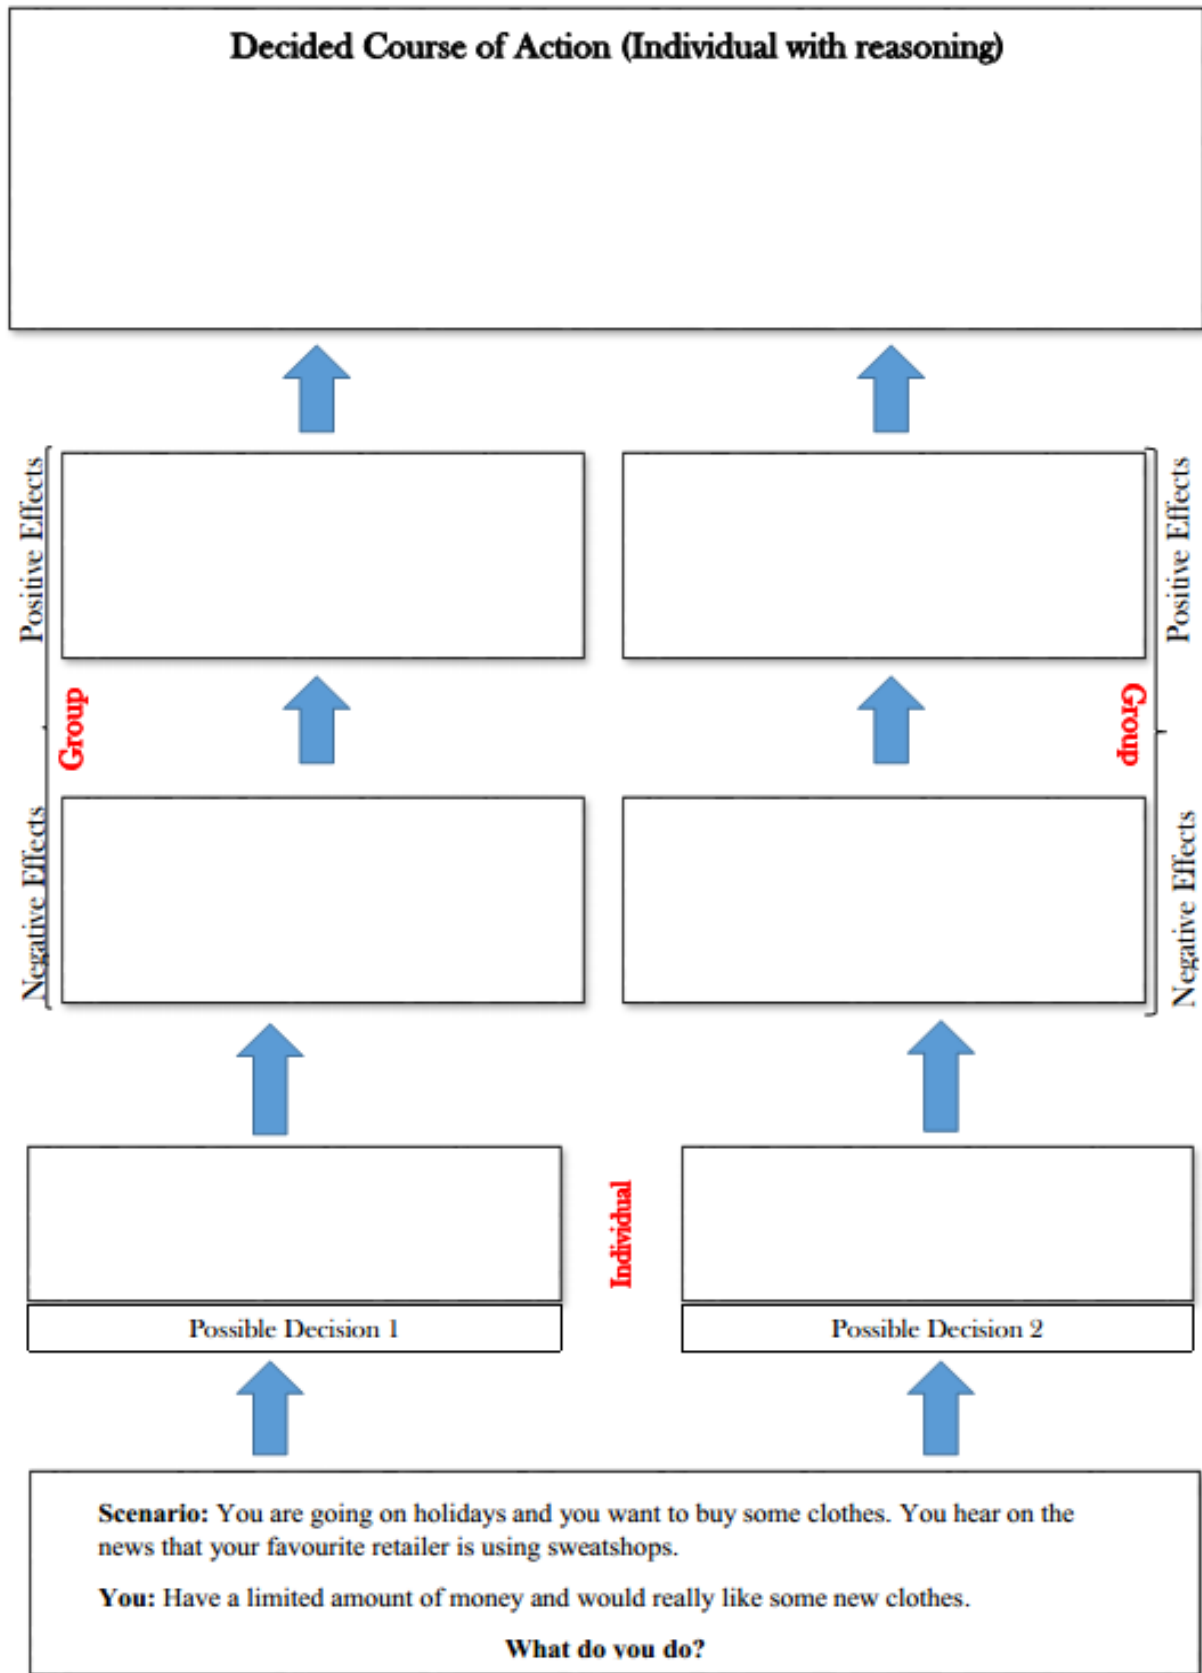 Decided Course of Action (Individual with reasoning)
Positive Effects
Positive Effects
Group
Group
Negative Effects
Negative Effects
Individual
Possible Decision 1
Possible Decision 2
Scenario: You are going on holidays and you want to buy some clothes. You hear on the
news that your favourite retailer is using sweatshops.
You: Have a limited amount of money and would really like some new clothes.
What do you do?